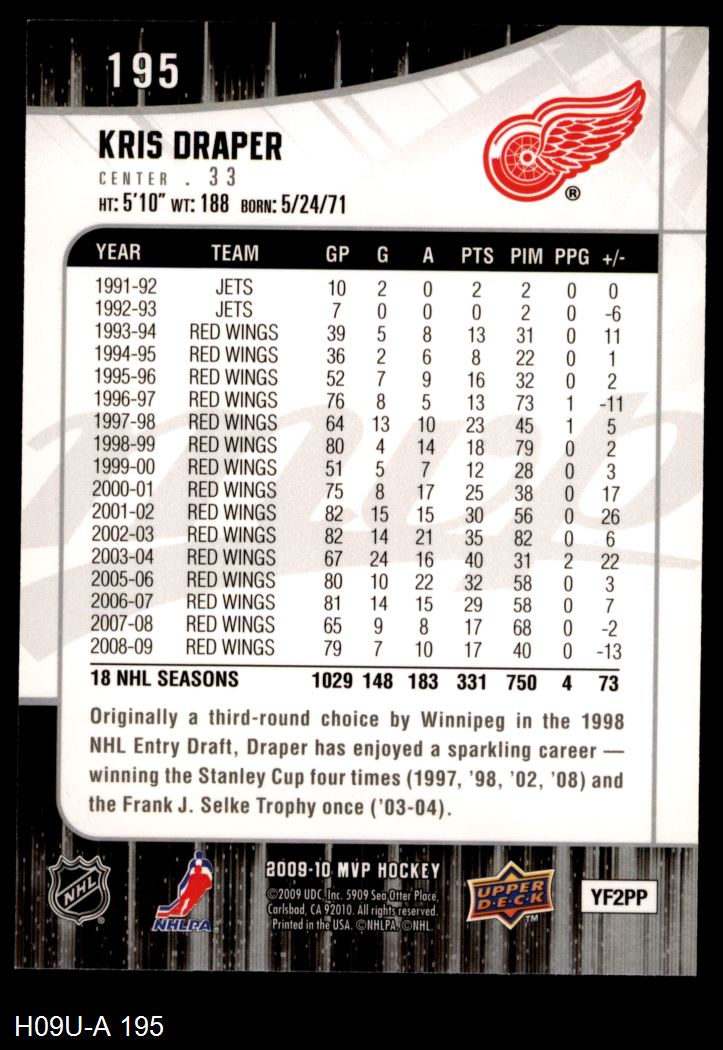 195
KRIS DRAPER
CENTER . 33
HT: 5'10" WT: 188 BORN: 5/24/71
®
YEAR TEAM GP G A PTS PIM PPG +/-
1991-92 JETS 10 2 0 2 2 0 0
1992-93 JETS 7 0 0 0 2 0 -6
1993-94 RED WINGS 39 5 8 13 31 0 11
1994-95 RED WINGS 36 2 6 8 22 0 1
1995-96 RED WINGS 52 7 9 16 32 0 2
1996-97 RED WINGS 76 8 5 13 73 1 -11
1997-98 RED WINGS 64 13 10 23 45 1 5
1998-99 RED WINGS 80 4 14 18 79 0 2
1999-00 RED WINGS 51 5 7 12 28 0 3
2000-01 RED WINGS 75 8 17 25 38 0 17
2001-02 RED WINGS 82 15 15 30 56 0 26
2002-03 RED WINGS 82 14 21 35 82 0 6
2003-04 RED WINGS 67 24 16 40 31 2 22
2005-06 RED WINGS 80 10 22 32 58 0 3
2006-07 RED WINGS 81 14 15 29 58 0 7
2007-08 RED WINGS 65 9 8 17 68 0 -2
2008-09 RED WINGS 79 7 10 17 40 0 -13
18 NHL SEASONS 1029 148 183 331 750 4 73
mvp
Originally a third-round choice by Winnipeg in the 1998
NHL Entry Draft, Draper has enjoyed a sparkling career —
winning the Stanley Cup four times (1997, '98, '02, '08) and
the Frank J. Selke Trophy once ('03-04).
NHL
NHLPA
2009-10 MVP HOCKEY
©2009 UDC, Inc. 5909 Sea Otter Place,
Carlsbad, CA 92010. All rights reserved.
Printed in the USA. ©NHLPA. ©NHL.
UPPER
D·E·C·K
TM
YF2PP
H09U-A 195